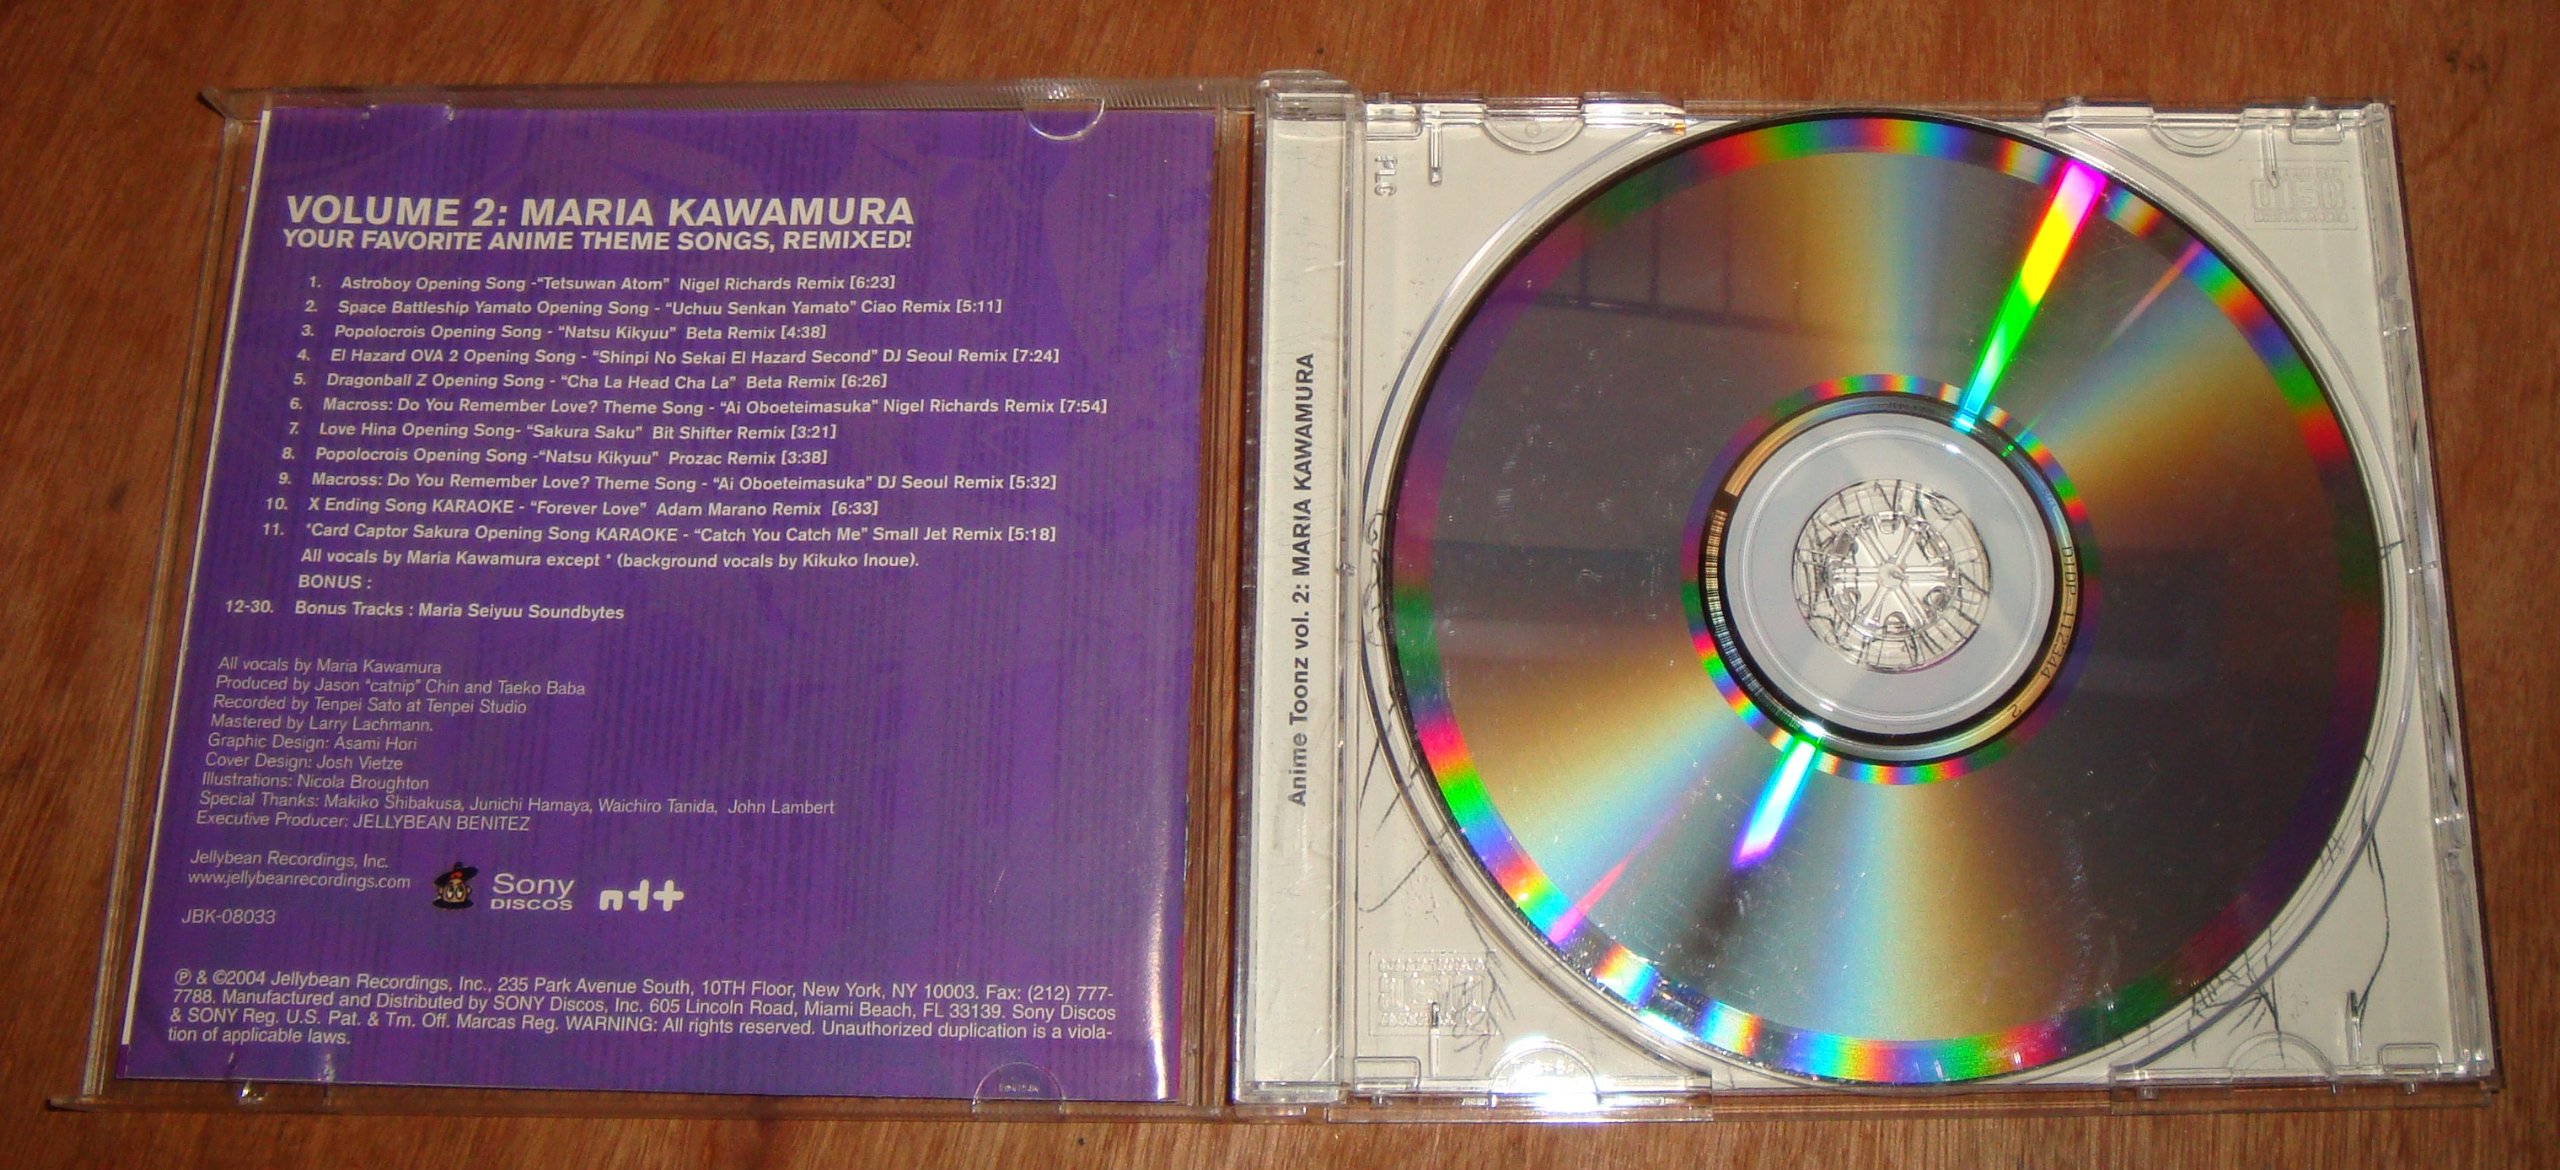 VOLUME 2: MARIA KAWAMURA
YOUR FAVORITE ANIME THEME SONGS, REMIXED!
1. Astroboy Opening Song -"Tetsuwan Atom" Nigel Richards Remix [6:23]
2. Space Battleship Yamato Opening Song - "Uchuu Senkan Yamato" Ciao Remix [5:11]
3. Popolocrois Opening Song - "Natsu Kikyuu" Beta Remix [4:38]
4. El Hazard OVA 2 Opening Song - "Shinpi No Sekai El Hazard Second" DJ Seoul Remix [7:24]
5. Dragonball Z Opening Song - "Cha La Head Cha La" Beta Remix [6:26]
6. Macross: Do You Remember Love? Theme Song - "Ai Oboeteimasuka" Nigel Richards Remix [7:54]
7. Love Hina Opening Song- "Sakura Saku" Bit Shifter Remix [3:21]
8. Popolocrois Opening Song -"Natsu Kikyuu" Prozac Remix [3:38]
9. Macross: Do You Remember Love? Theme Song - "Ai Oboeteimasuka" DJ Seoul Remix [5:32]
10. X Ending Song KARAOKE - "Forever Love" Adam Marano Remix [6:33]
11. *Card Captor Sakura Opening Song KARAOKE - "Catch You Catch Me" Small Jet Remix [5:18]
All vocals by Maria Kawamura except * (background vocals by Kikuko Inoue).
BONUS :
12-30. Bonus Tracks : Maria Seiyuu Soundbytes
All vocals by Maria Kawamura
Produced by Jason "catnip" Chin and Taeko Baba
Recorded by Tenpei Sato at Tenpei Studio
Mastered by Larry Lachmann.
Graphic Design: Asami Hori
Cover Design: Josh Vietze
Illustrations: Nicola Broughton
Special Thanks: Makiko Shibakusa, Junichi Hamaya, Waichiro Tanida, John Lambert
Executive Producer: JELLYBEAN BENITEZ
Jellybean Recordings, Inc.
www.jellybeanrecordings.com
Sony
DISCOS
JBK-08033
℗ & ©2004 Jellybean Recordings, Inc., 235 Park Avenue South, 10TH Floor, New York, NY 10003. Fax: (212) 777-
7788. Manufactured and Distributed by SONY Discos, Inc. 605 Lincoln Road, Miami Beach, FL 33139. Sony Discos
& SONY Reg. U.S. Pat. & Tm. Off. Marcas Reg. WARNING: All rights reserved. Unauthorized duplication is a viola-
tion of applicable laws.
Anime Toonz vol. 2: MARIA KAWAMURA